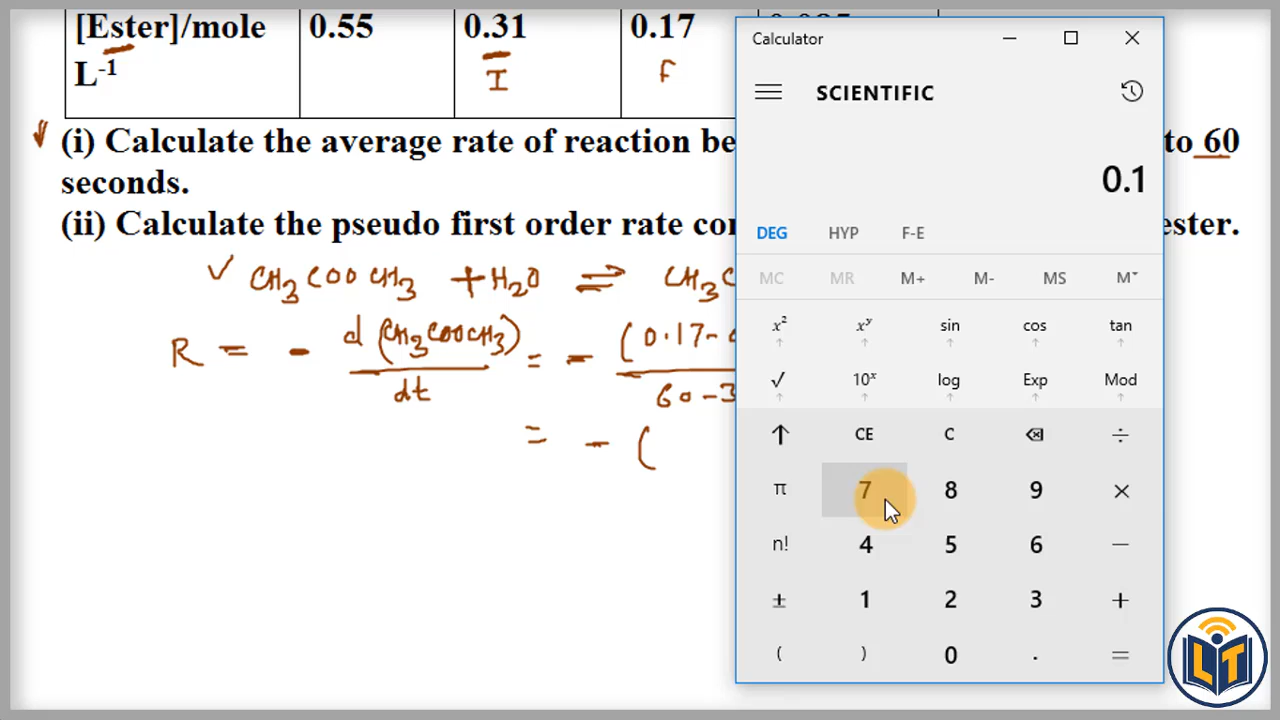 [Ester]/mole 0.55 0.31 0.17
L-1
I F
(i) Calculate the average rate of reaction be to 60
seconds.
(ii) Calculate the pseudo first order rate con ester.
✓ CH3COOCH3 + H2O ⇌ CH3C
R = - d(CH3COOCH3) = - (0.17-
dt 60-3
= - (
Calculator
SCIENTIFIC
0.1
DEG HYP F-E
MC MR M+ M- MS M▾
x² xʸ sin cos tan
√ 10ˣ log Exp Mod
↑ CE C ⌫ ÷
π 7 8 9 ×
n! 4 5 6 −
± 1 2 3 +
( ) 0 . =
LT